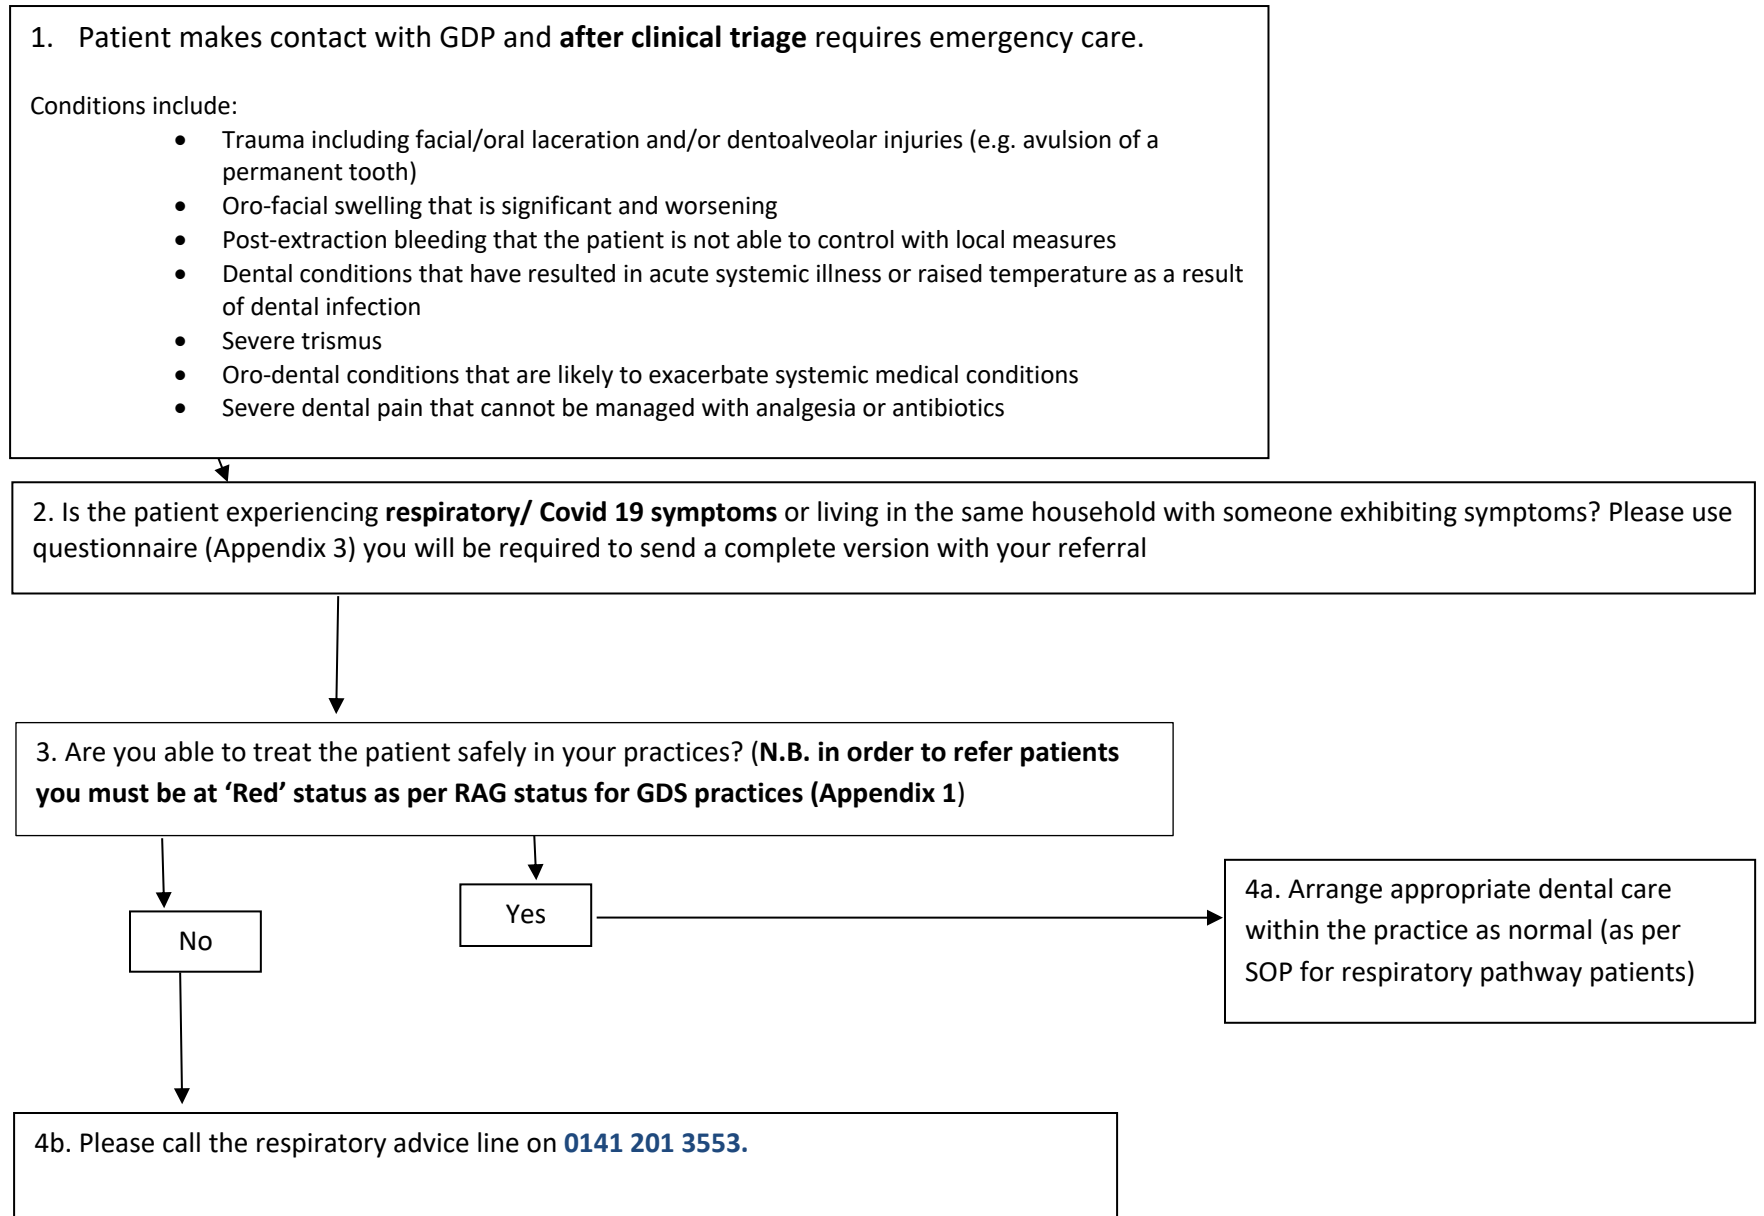 1. Patient makes contact with GDP and after clinical triage requires emergency care.
Conditions include:
• Trauma including facial/oral laceration and/or dentoalveolar injuries (e.g. avulsion of a
permanent tooth)
• Oro-facial swelling that is significant and worsening
• Post-extraction bleeding that the patient is not able to control with local measures
• Dental conditions that have resulted in acute systemic illness or raised temperature as a result
of dental infection
• Severe trismus
• Oro-dental conditions that are likely to exacerbate systemic medical conditions
• Severe dental pain that cannot be managed with analgesia or antibiotics
2. Is the patient experiencing respiratory/ Covid 19 symptoms or living in the same household with someone exhibiting symptoms? Please use
questionnaire (Appendix 3) you will be required to send a complete version with your referral
3. Are you able to treat the patient safely in your practices? (N.B. in order to refer patients
you must be at ‘Red’ status as per RAG status for GDS practices (Appendix 1)
No
Yes
4a. Arrange appropriate dental care
within the practice as normal (as per
SOP for respiratory pathway patients)
4b. Please call the respiratory advice line on 0141 201 3553.